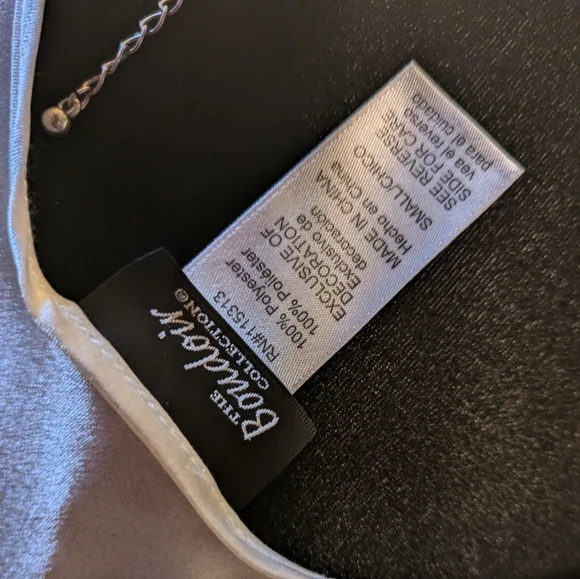 THE
Boudoir
COLLECTION®
RN#115313
100% Polyester
100% Poliéster
EXCLUSIVE OF
DECORATION
Exclusivo de
decoración
MADE IN CHINA
Hecho en China
SMALL/CHICO
SEE REVERSE
SIDE FOR CARE
vea el reverso
para el cuidado